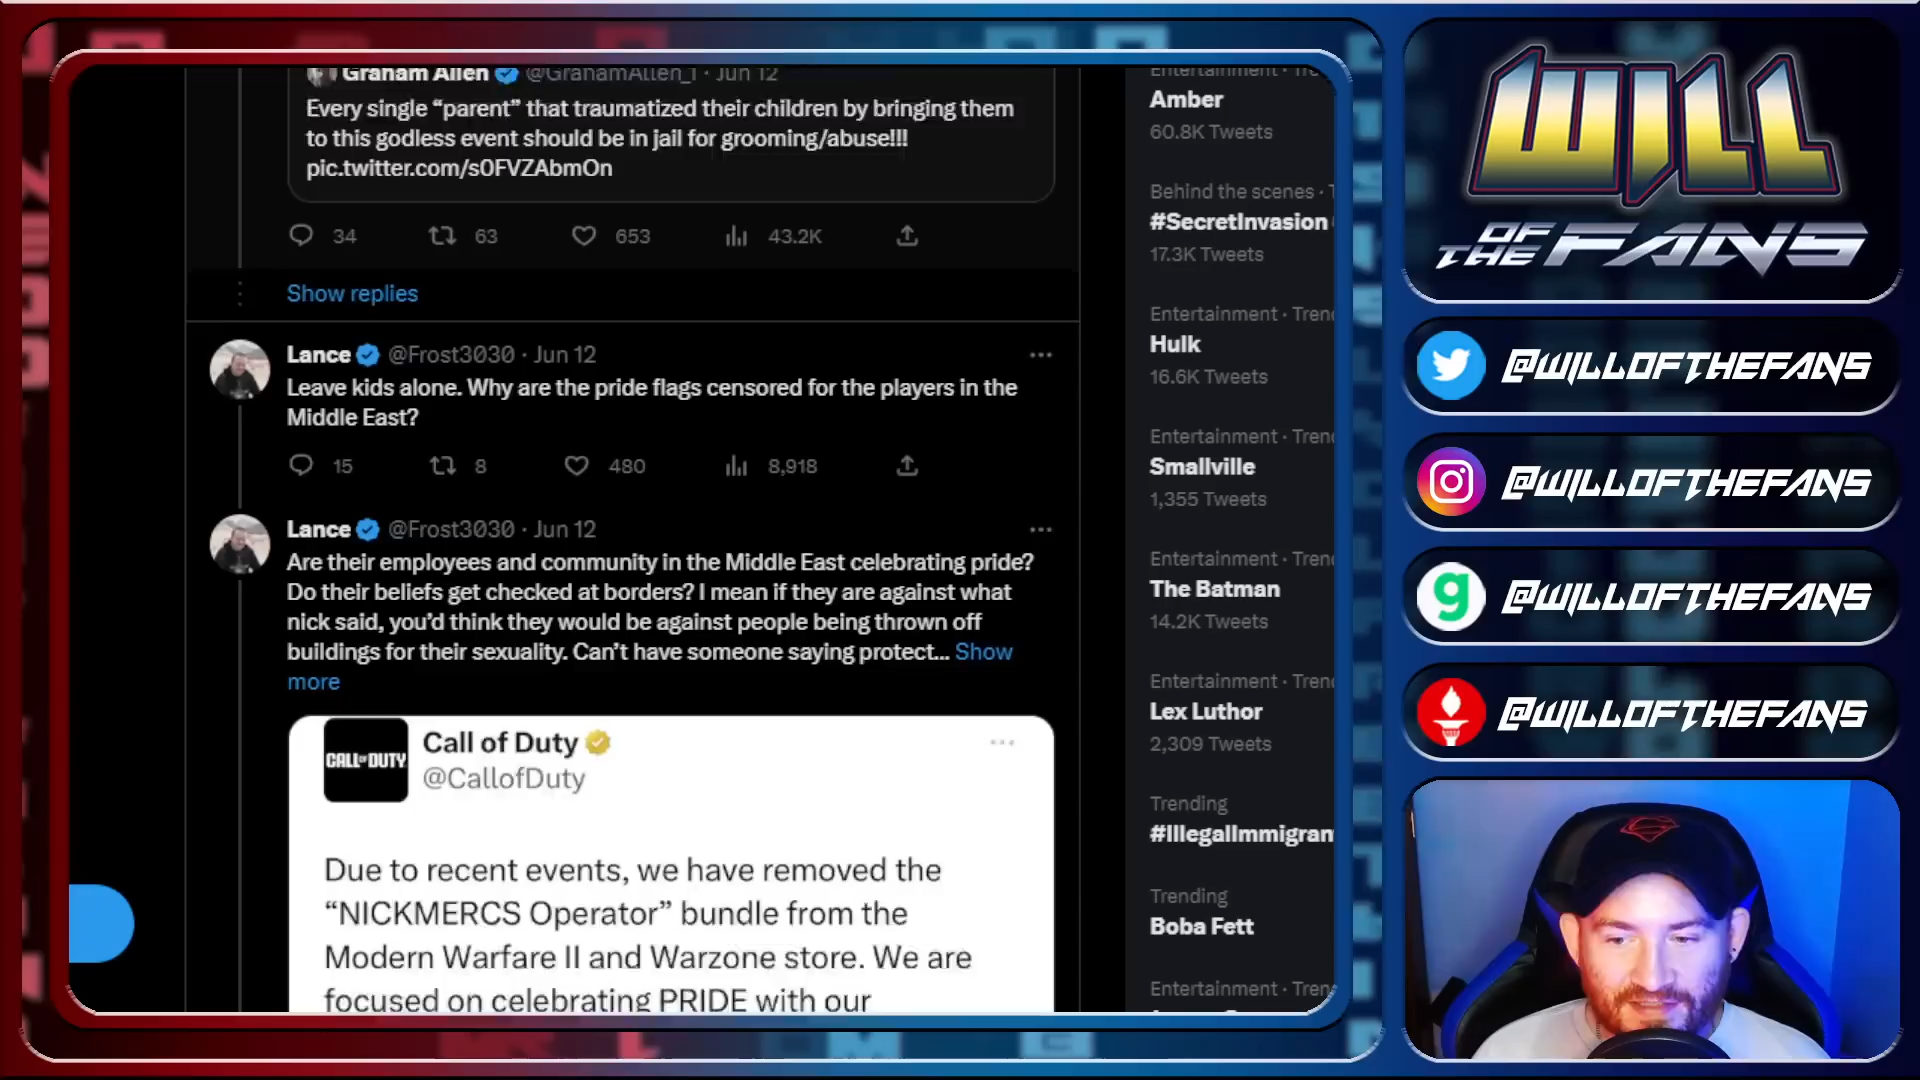 Graham Allen @GrahamAllen_1 · Jun 12
Every single “parent” that traumatized their children by bringing them
to this godless event should be in jail for grooming/abuse!!!
pic.twitter.com/s0FVZAbmOn
34 63 653 43.2K
Show replies
Lance @Frost3030 · Jun 12
Leave kids alone. Why are the pride flags censored for the players in the
Middle East?
15 8 480 8,918
Lance @Frost3030 · Jun 12
Are their employees and community in the Middle East celebrating pride?
Do their beliefs get checked at borders? I mean if they are against what
nick said, you’d think they would be against people being thrown off
buildings for their sexuality. Can’t have someone saying protect... Show
more
CALL OF DUTY
Call of Duty
@CallofDuty
Due to recent events, we have removed the
“NICKMERCS Operator” bundle from the
Modern Warfare II and Warzone store. We are
focused on celebrating PRIDE with our
Entertainment ·
Amber
60.8K Tweets
Behind the scenes ·
#SecretInvasion
17.3K Tweets
Entertainment ·
Hulk
16.6K Tweets
Entertainment ·
Smallville
1,355 Tweets
Entertainment ·
The Batman
14.2K Tweets
Entertainment ·
Lex Luthor
2,309 Tweets
Trending
#IllegalImmigran
Trending
Boba Fett
Entertainment ·
WILL
OF THE FANS
@WILLOFTHEFANS
@WILLOFTHEFANS
g @WILLOFTHEFANS
@WILLOFTHEFANS